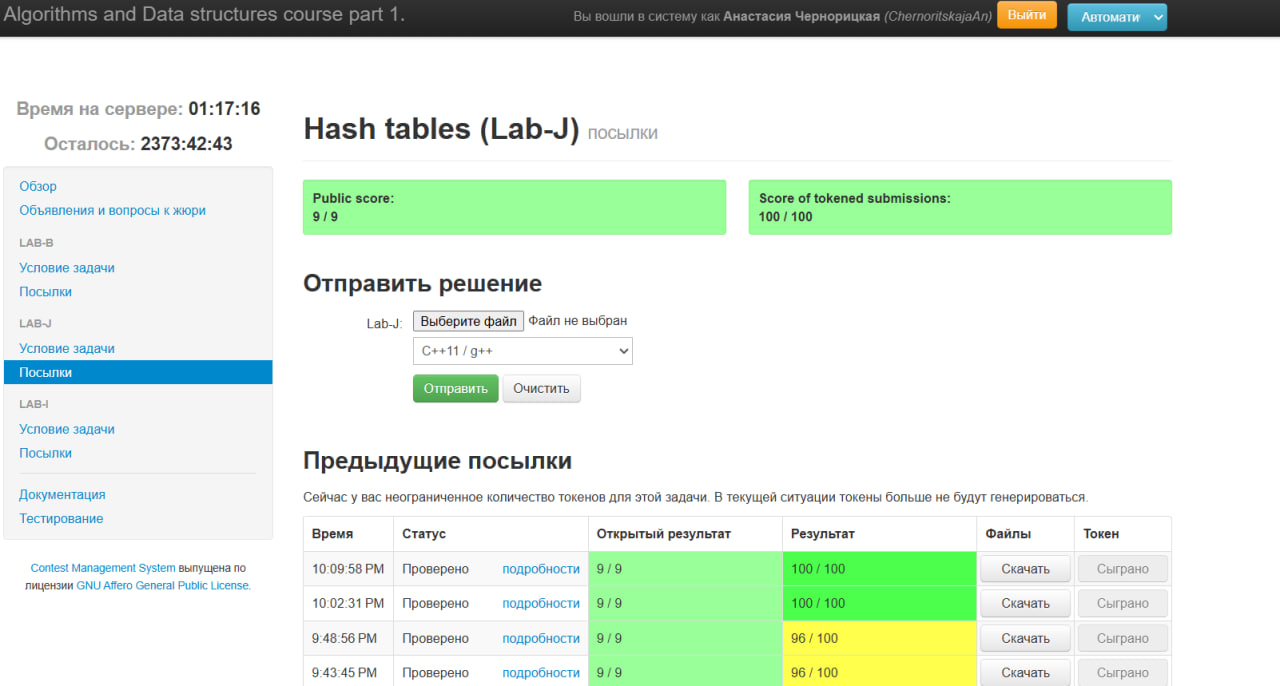 Algorithms and Data structures course part 1.
Вы вошли в систему как Анастасия Чернорицкая (ChernoritskajaAn) Выйти Автомати
Время на сервере: 01:17:16
Осталось: 2373:42:43
Обзор
Объявления и вопросы к жюри
LAB-B
Условие задачи
Посылки
LAB-J
Условие задачи
Посылки
LAB-I
Условие задачи
Посылки
Документация
Тестирование
Contest Management System выпущена по
лицензии GNU Affero General Public License.
Hash tables (Lab-J) посылки
Public score:
9 / 9
Score of tokened submissions:
100 / 100
Отправить решение
Lab-J: Выберите файл Файл не выбран
C++11 / g++
Отправить Очистить
Предыдущие посылки
Сейчас у вас неограниченное количество токенов для этой задачи. В текущей ситуации токены больше не будут генерироваться.
Время Статус Открытый результат Результат Файлы Токен
10:09:58 PM Проверено подробности 9 / 9 100 / 100 Скачать Сыграно
10:02:31 PM Проверено подробности 9 / 9 100 / 100 Скачать Сыграно
9:48:56 PM Проверено подробности 9 / 9 96 / 100 Скачать Сыграно
9:43:45 PM Проверено подробности 9 / 9 96 / 100 Скачать Сыграно